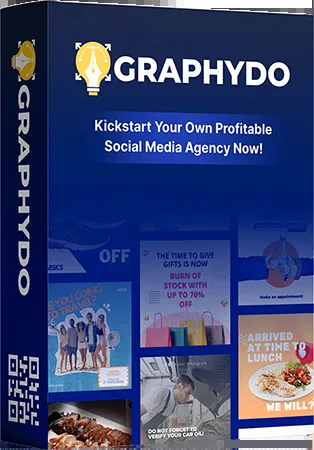 GRAPHYDO
GRAPHYDO
Kickstart Your Own Profitable
Social Media Agency Now!
OFF
asics
Make an appointment!
THE TIME TO GIVE
GIFTS IS NOW
BURN OF
STOCK WITH
UP TO 70%
OFF
ARE YOU GOING
TO TRAVEL?
ARRIVED
AT TIME TO
LUNCH
WE WILL?
DO NOT FORGET TO
VERIFY YOUR CAR OIL!